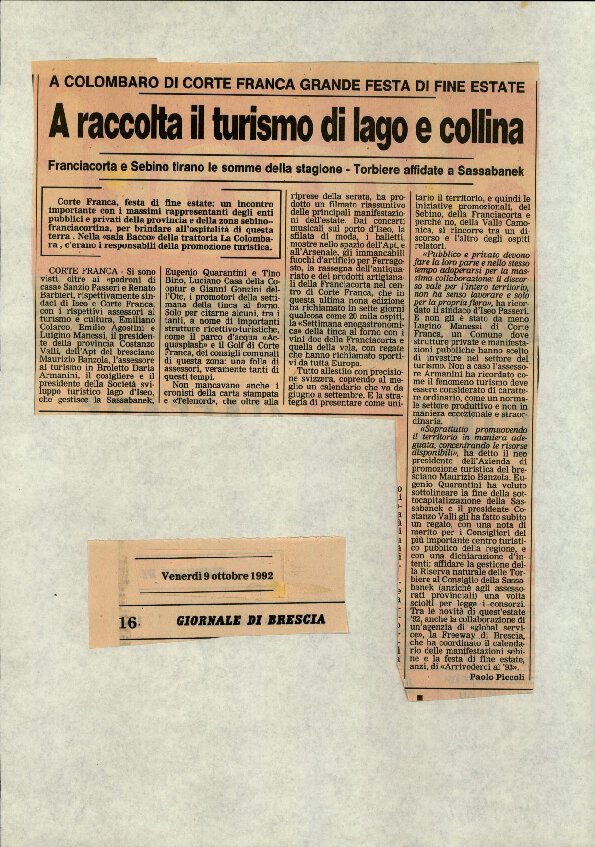 A COLOMBARO DI CORTE FRANCA GRANDE FESTA DI FINE ESTATE
A raccolta il turismo di lago e collina
Franciacorta e Sebino tirano le somme della stagione - Torbiere affidate a Sassabanek
Corte Franca, festa di fine estate: un incontro
importante con i massimi rappresentanti degli enti
pubblici e privati della provincia e della zona sebino-
franciacortina, per brindare all'ospitalità di questa
terra. Nella «sala Bacco» della trattoria La Colomba-
ra, c'erano i responsabili della promozione turistica.
CORTE FRANCA - Si sono
visti, oltre ai «padroni di
casa» Sanzio Passeri e Renato
Barbieri, rispettivamente sin-
daci di Iseo e Corte Franca,
con i rispettivi assessori al
turismo e cultura, Emiliano
Colarco, Emilio Agostini e
Luigino Manessi, il presidente
della provincia Costanzo
Valli, dell'Apt del bresciano
Maurizio Banzola, l'assessore
al turismo in Broletto Daria
Armanini, il cosigliere e il
presidente della Società svi-
luppo turistico lago d'Iseo,
che gestisce la Sassabanek,
Eugenio Quarantini e Tino
Bino, Luciano Casa della Co-
optur e Gianni Gonzini del-
l'Otc, i promotori della setti-
mana della tinca al forno.
Solo per citarne alcuni, tra i
tanti, a nome di importanti
strutture ricettivo-turistiche,
come il parco d'acqua «Ac-
quasplash» e il Golf di Corte
Franca, dei consigli comunali
di questa zona: una folla di
assessori, veramente tanti di
questi tempi.
Non mancavano anche i
cronisti della carta stampata
e «Telenord», che oltre alla
riprese della serata, ha pro-
dotto un filmato riassuntivo
delle principali manifestazio-
ni dell'estate. Dai concerti
musicali sul porto d'Iseo, la
sfilata di moda, i balletti,
mostre nello spazio dell'Apt, e
all'Arsenale, gli immancabili
fuochi d'artificio per Ferrago-
sto, la rassegna dell'antiqua-
riato e dei prodotti artigiana-
li della Franciacorta nel cen-
tro di Corte Franca, che in
questa ultima nona edizione
ha richiamato in sette giorni
qualcosa come 20 mila ospiti,
la «Settimana enogastronomi-
ca» della tinca al forno con i
vini doc della Franciacorta e
quella della vola, con regate
che hanno richiamato sportivi
da tutta Europa.
Tutto allestito con precisio-
ne svizzera, coprendo al me-
glio un calendario che va da
giugno a settembre. E la stra-
tegia di presentare come uni-
tario il territorio, e quindi le
iniziative promozionali, del
Sebino, della Franciacorta e
perché no, della Valle Camo-
nica, si rincorre tra un di-
scorso e l'altro degli ospiti
relatori.
«Pubblico e privato devono
fare la loro parte e nello stesso
tempo adoperarsi per la mas-
sima collaborazione: il discor-
so vale per l'intero territorio,
non ha senso lavorare e solo
per la propria fiera», ha ricor-
dato il sindaco d'Iseo Passeri.
E non gli è stato da meno
Lugino Manessi di Corte
Franca, un Comune dove
strutture private e manifesta-
zioni pubbliche hanno scelto
di investire nel settore del
turismo. Non a caso l'assesso-
re Armanini ha ricordato co-
me il fenomeno del turismo
deve essere considerato di caratte-
re ordinario, come un norma-
le settore produttivo e non in
maniera eccezionale e straor-
dinaria.
«Soprattutto promuovendo
il territorio in maniera ade-
guata, concentrando le risorse
disponibili», ha detto il neo
presidente dell'Azienda di
promozione turistica del bre-
sciano Maurizio Banzola. Eu-
genio Quarantini ha voluto
sottolineare la fine della sot-
tocapitalizzazione della Sas-
sabanek e il presidente Co-
stanzo Valli gli ha fatto subito
un regalo, con una nota di
merito per i Consiglieri del
più importante centro turisti-
co pubblico della regione, e
con una dichiarazione d'in-
tenti: affidare la gestione del-
la Riserva naturale delle Tor-
biere al Consiglio della Sassa-
banek (anziché agli assesso-
rati provinciali) una volta
sciolti per legge i consorzi.
Tra le novità di quest'estate
'92, anche la collaborazione di
un'agenzia di «global servi-
ce», la Freeway di Brescia,
che ha coordinato il calenda-
rio delle manifestazioni sebi-
ne e la festa di fine estate,
anzi, di «Arrivederci al '93».
Paolo Piccoli
Venerdì 9 ottobre 1992
16
GIORNALE DI BRESCIA